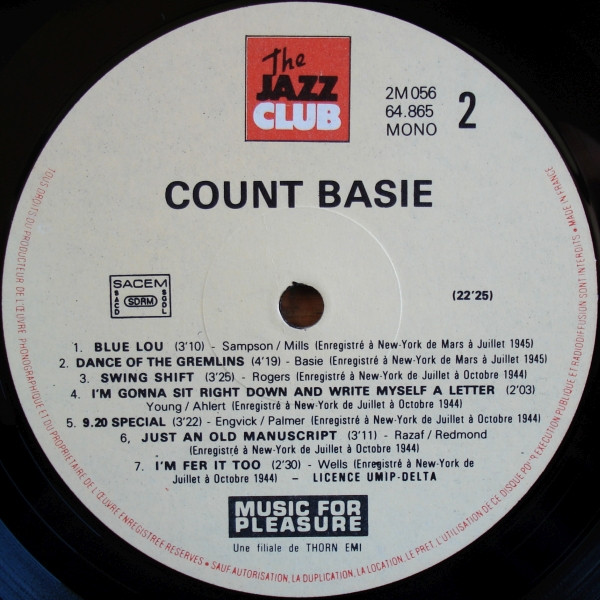 The
JAZZ
CLUB
2M 056
64.865
MONO
2
COUNT BASIE
SACEM
SACD
SDRM
SGDL
(22'25)
1. BLUE LOU (3'10) - Sampson / Mills (Enregistré à New-York de Mars à Juillet 1945)
2. DANCE OF THE GREMLINS (4'19) - Basie (Enregistré à New-York de Mars à Juillet 1945)
3. SWING SHIFT (3'25) - Rogers (Enregistré à New-York de Juillet à Octobre 1944)
4. I'M GONNA SIT RIGHT DOWN AND WRITE MYSELF A LETTER (2'03)
Young / Ahlert (Enregistré à New-York de Juillet à Octobre 1944)
5. 9.20 SPECIAL (3'22) - Engvick / Palmer (Enregistré à New-York de Juillet à Octobre 1944)
6, JUST AN OLD MANUSCRIPT (3'11) - Razaf / Redmond
(Enregistré à New-York de Juillet à Octobre 1944)
7. I'M FER IT TOO (2'30) - Wells (Enregistré à New-York de
Juillet à Octobre 1944) – LICENCE UMIP-DELTA
MUSIC FOR
PLEASURE
Une filiale de THORN EMI
TOUS DROITS DU PRODUCTEUR DE L'ŒUVRE PHONOGRAPHIQUE ET DU PROPRIETAIRE DE L'ŒUVRE ENREGISTREE RESERVES • SAUF AUTORISATION, LA DUPLICATION, LA LOCATION, LE PRET, L'UTILISATION DE CE DISQUE POUR EXECUTION PUBLIQUE ET RADIODIFFUSION SONT INTERDITS • MADE IN FRANCE